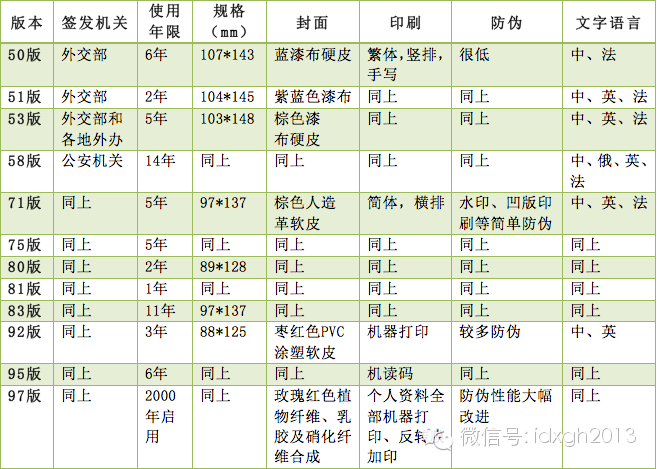 版本 签发机关 使用年限 规格（mm） 封面 印刷 防伪 文字语言
50版 外交部 6年 107*143 蓝漆布硬皮 繁体，竖排，手写 很低 中、法
51版 外交部 2年 104*145 紫蓝色漆布 同上 同上 中、英、法
53版 外交部和各地外办 5年 103*148 棕色漆布硬皮 同上 同上 中、英、法
58版 公安机关 14年 同上 同上 同上 同上 中、俄、英、法
71版 同上 5年 97*137 棕色人造革软皮 简体，横排 水印、凹版印刷等简单防伪 中、英、法
75版 同上 5年 同上 同上 同上 同上 同上
80版 同上 2年 89*128 同上 同上 同上 同上
81版 同上 1年 同上 同上 同上 同上 同上
83版 同上 11年 97*137 同上 同上 同上 同上
92版 同上 3年 88*125 枣红色PVC涂塑软皮 机器打印 较多防伪 中、英
95版 同上 6年 同上 同上 机读码 同上 同上
97版 同上 2000年启用 同上 玫瑰红色植物纤维、乳胶及硝化纤维合成 个人资料全部机器打印、反转加印 防伪性能大幅改进 同上
微信号: idxgh2013